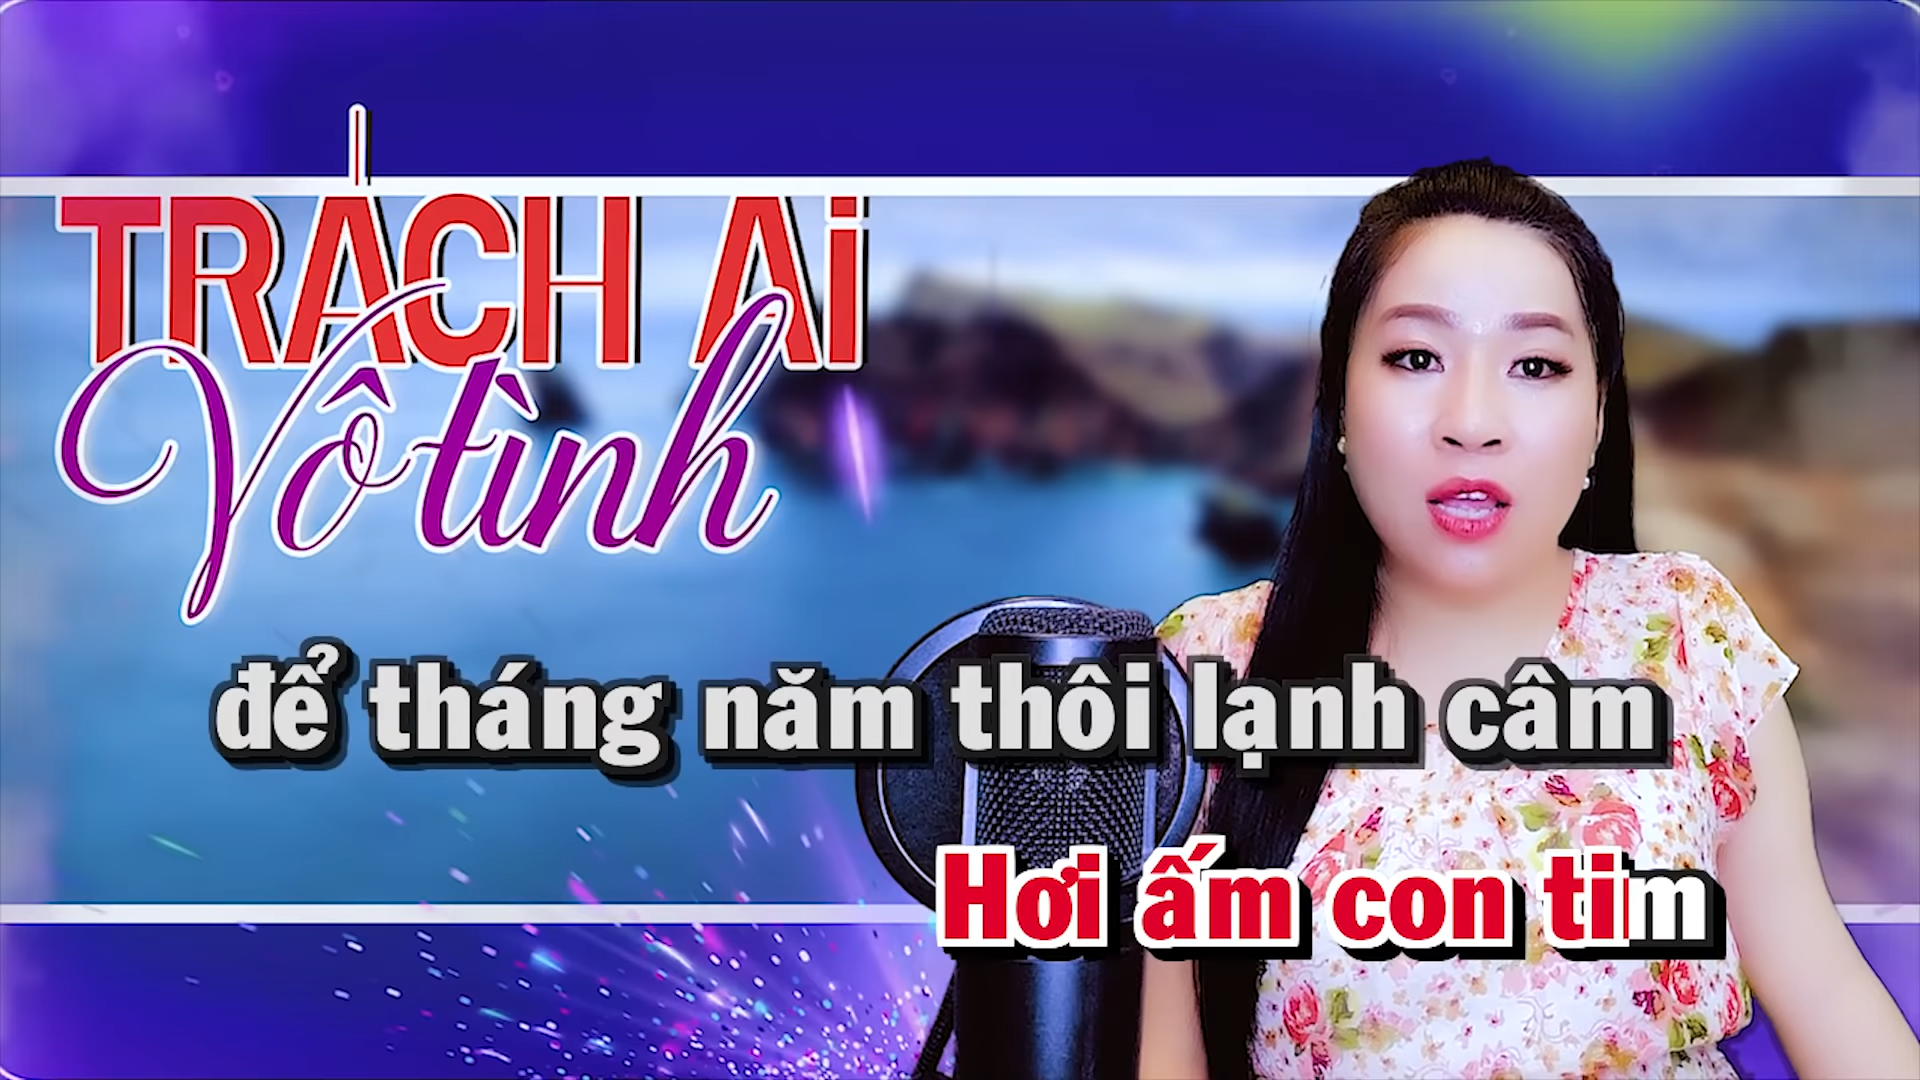 TRÁCH Ai
Vô tình
để tháng năm thôi lạnh câm
Hơi ấm con tim